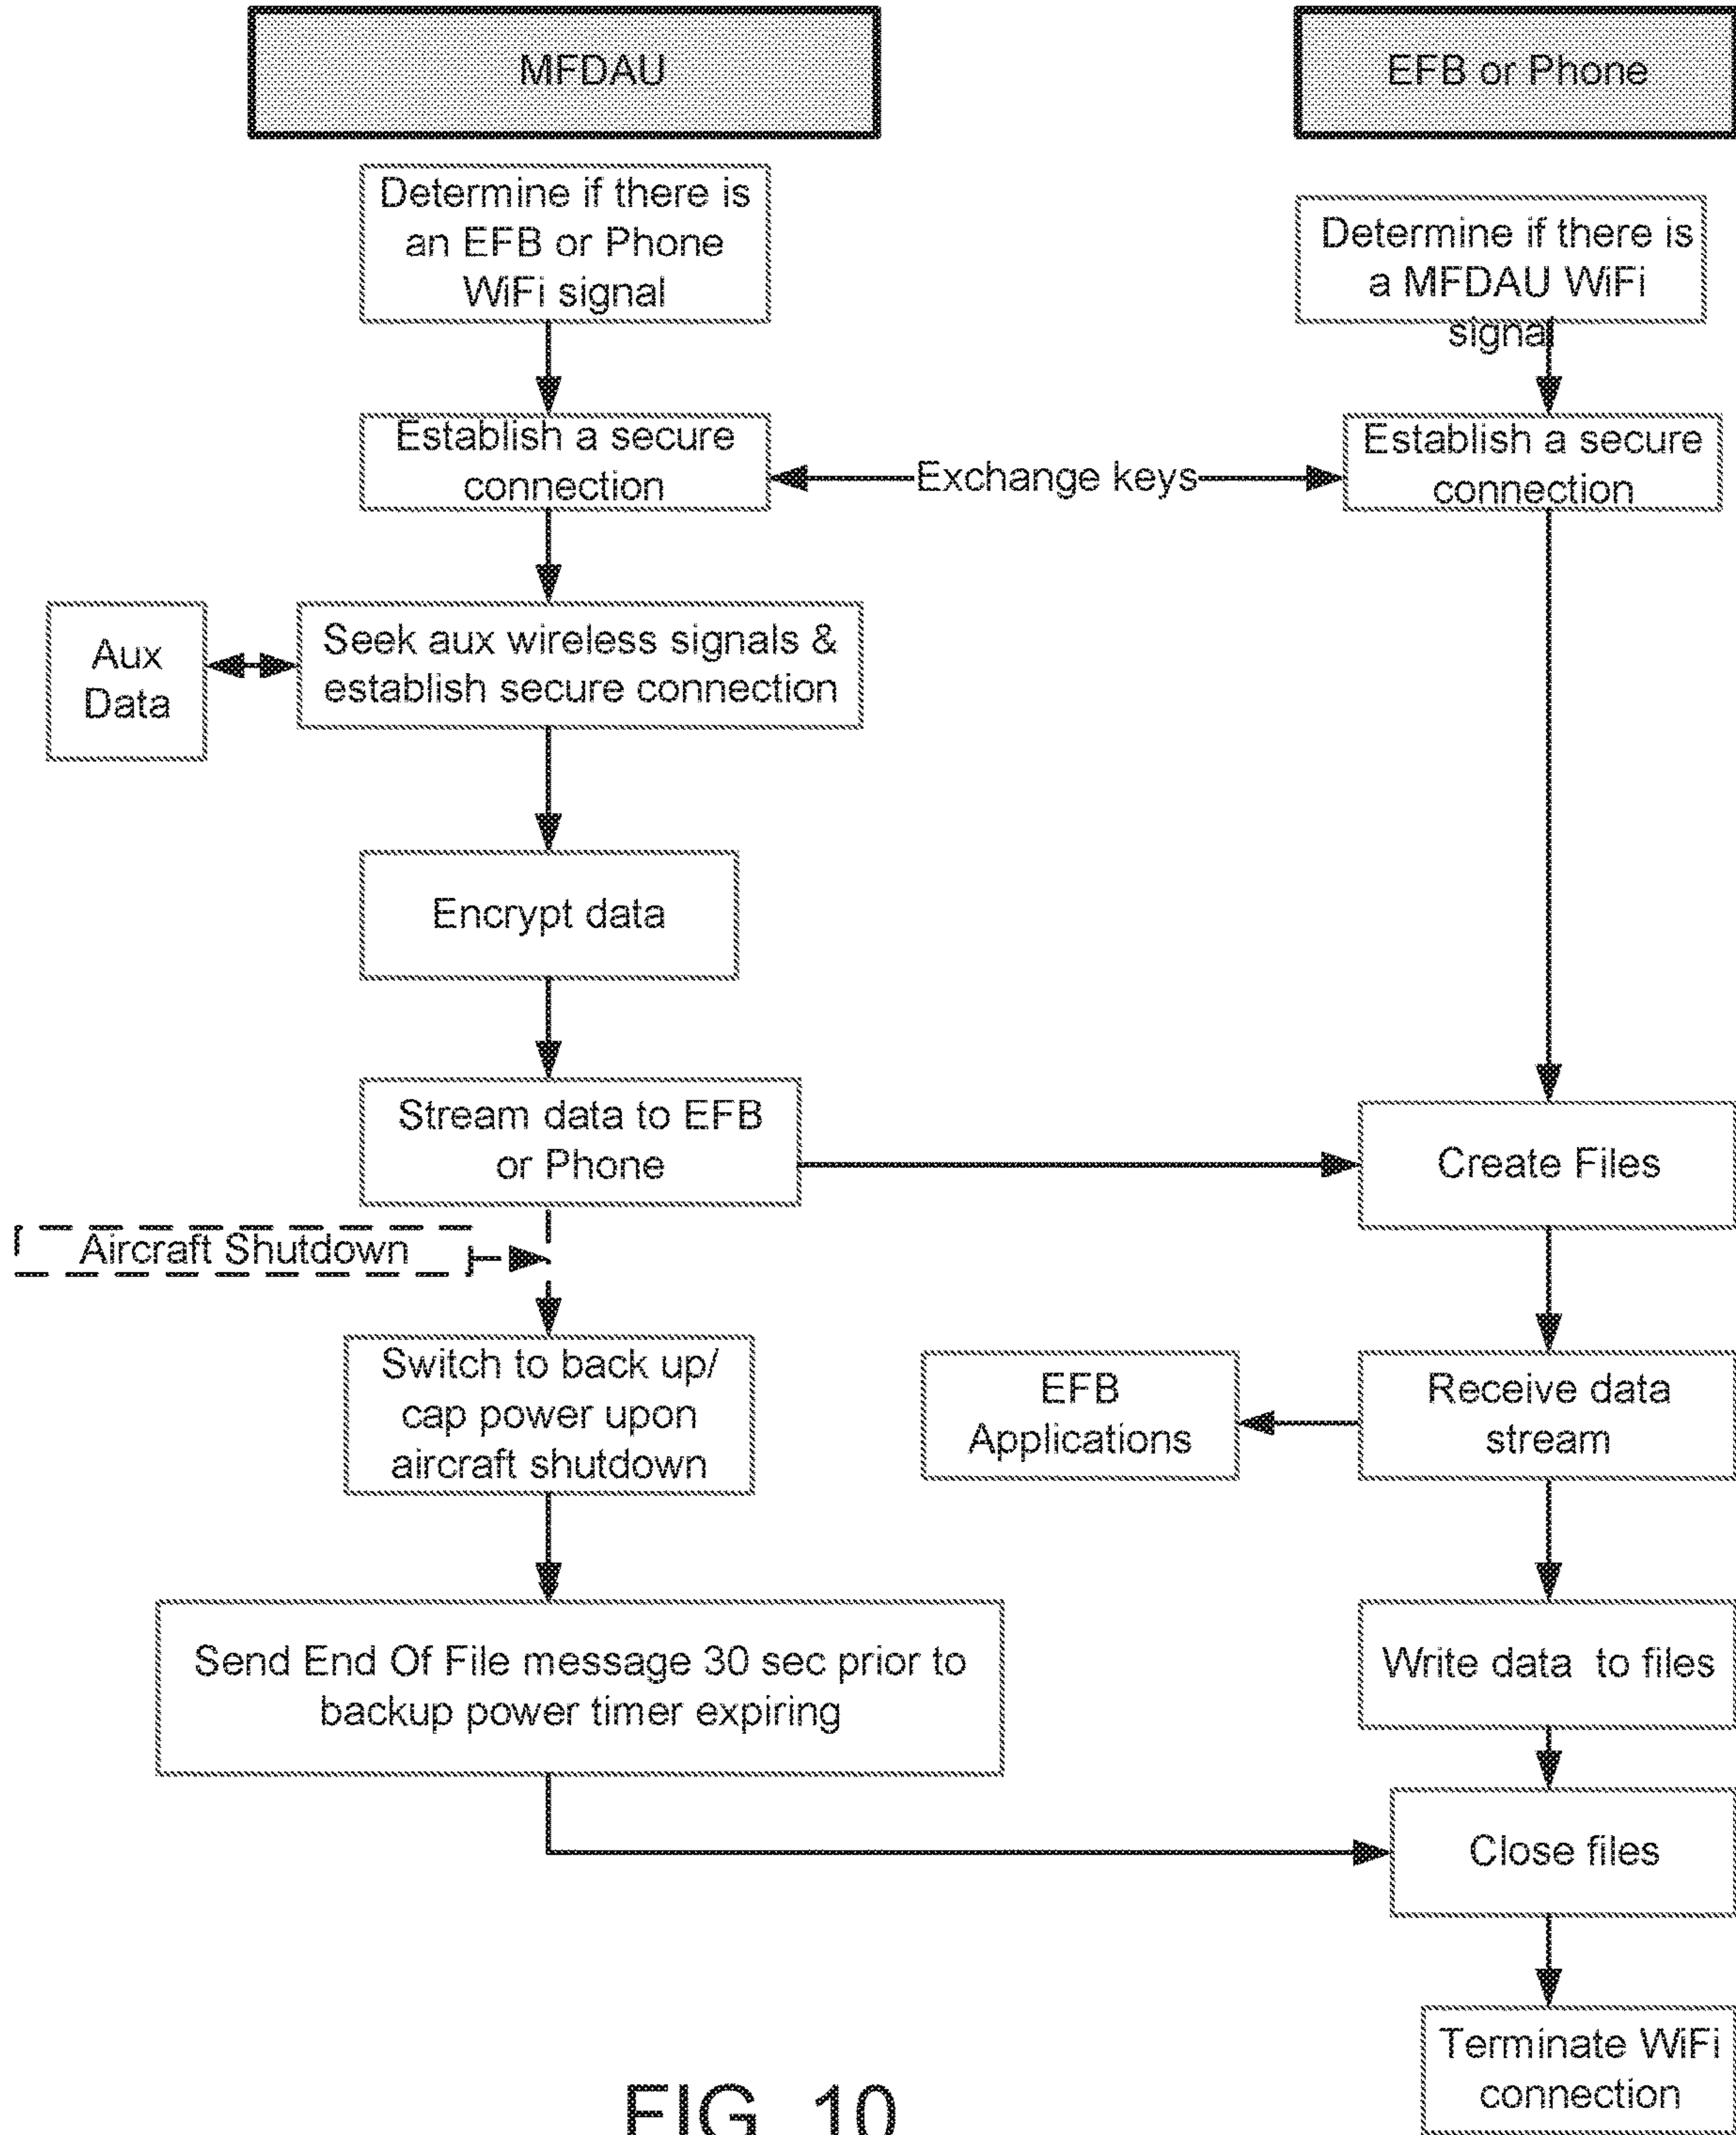 MFDAU
EFB or Phone
Determine if there is
an EFB or Phone
WiFi signal
Determine if there is
a MFDAU WiFi
signal
Establish a secure
connection
Exchange keys
Establish a secure
connection
Aux
Data
Seek aux wireless signals &
establish secure connection
Encrypt data
Stream data to EFB
or Phone
Create Files
Aircraft Shutdown
Switch to back up/
cap power upon
aircraft shutdown
EFB
Applications
Receive data
stream
Send End Of File message 30 sec prior to
backup power timer expiring
Write data to files
Close files
Terminate WiFi
connection
FIG. 10